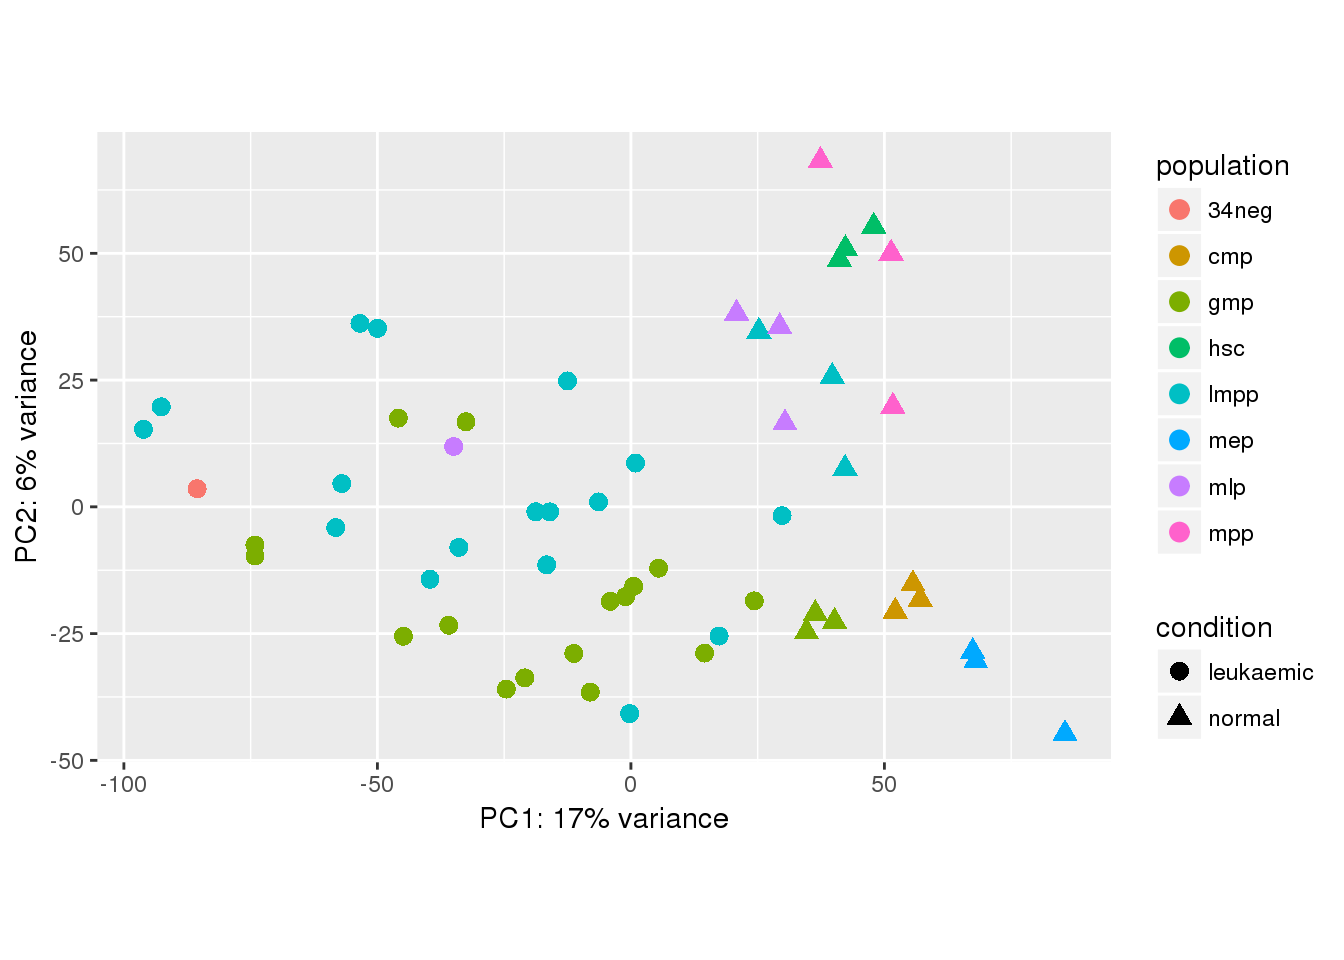 50
25
0
-25
-50
-100
-50
0
50
PC1: 17% variance
PC2: 6% variance
population
34neg
cmp
gmp
hsc
lmpp
mep
mlp
mpp
condition
leukaemic
normal